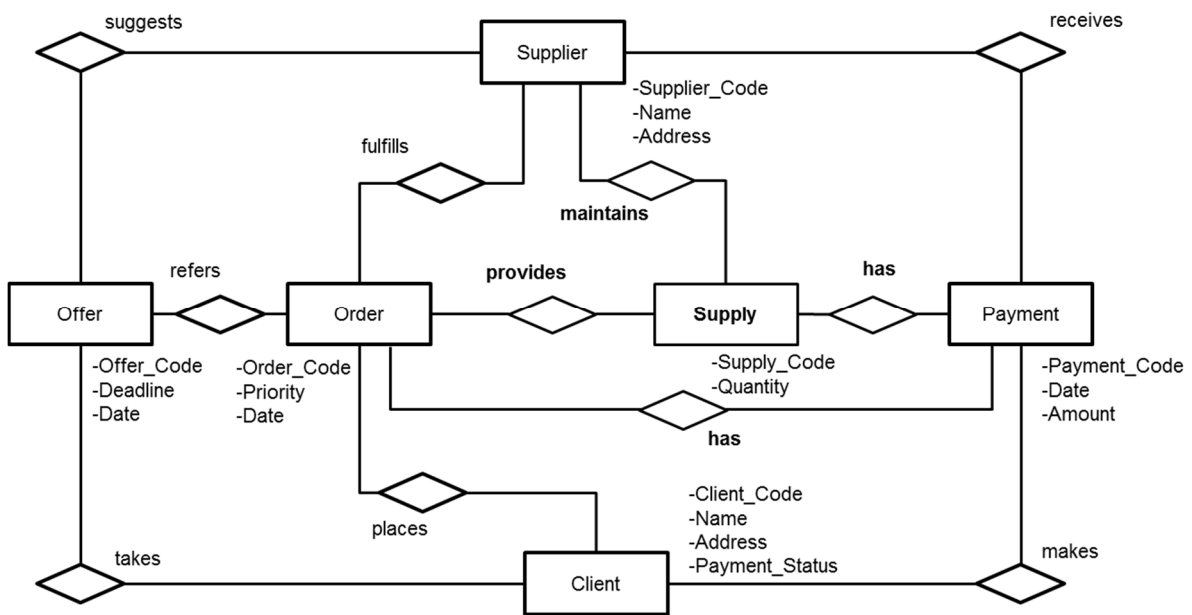 suggests
receives
Supplier
-Supplier_Code
-Name
-Address
fulfills
maintains
refers
provides
has
Offer
Order
Supply
Payment
-Offer_Code
-Deadline
-Date
-Order_Code
-Priority
-Date
-Supply_Code
-Quantity
-Payment_Code
-Date
-Amount
has
places
-Client_Code
-Name
-Address
-Payment_Status
takes
Client
makes